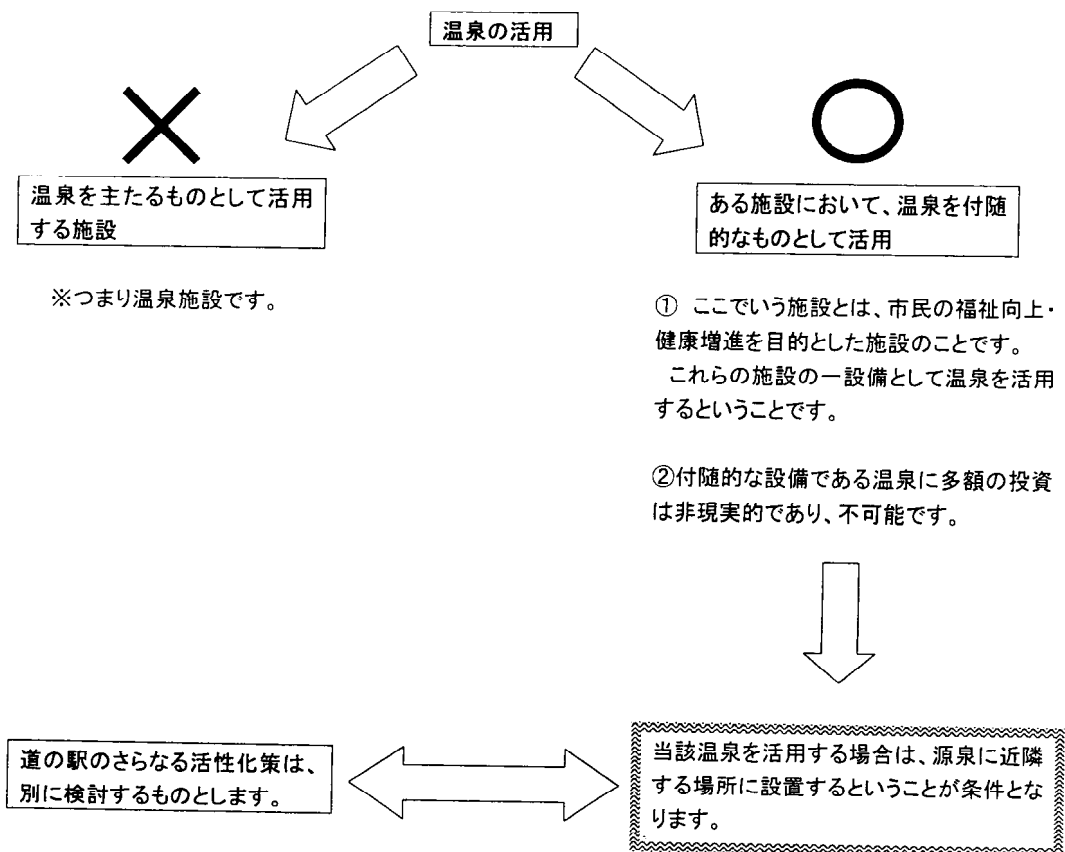 温泉の活用
温泉を主たるものとして活用
する施設
※つまり温泉施設です。
ある施設において、温泉を付随
的なものとして活用
① ここでいう施設とは、市民の福祉向上・
健康増進を目的とした施設のことです。
これらの施設の一設備として温泉を活用
するということです。
②付随的な設備である温泉に多額の投資
は非現実的であり、不可能です。
道の駅のさらなる活性化策は、
別に検討するものとします。
当該温泉を活用する場合は、源泉に近隣
する場所に設置するということが条件とな
ります。